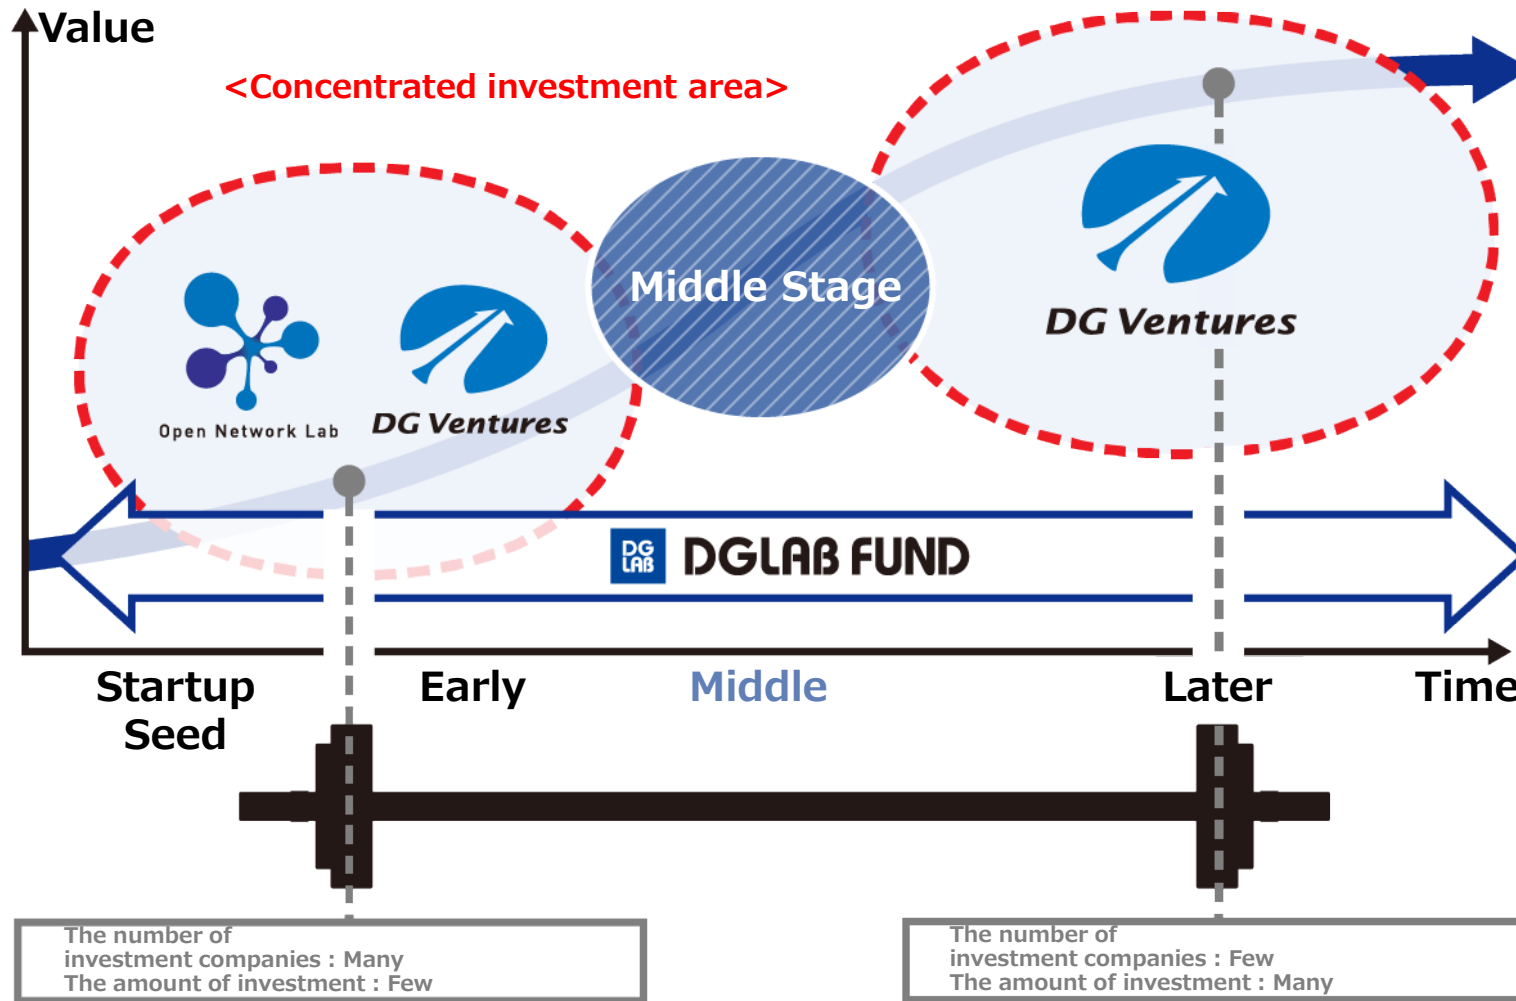 Value
<Concentrated investment area>
Middle Stage
DG Ventures
Open Network Lab
DG Ventures
DG
LAB
DGLAB FUND
Startup
Seed
Early
Middle
Later
Time
The number of
investment companies : Many
The amount of investment : Few
The number of
investment companies : Few
The amount of investment : Many